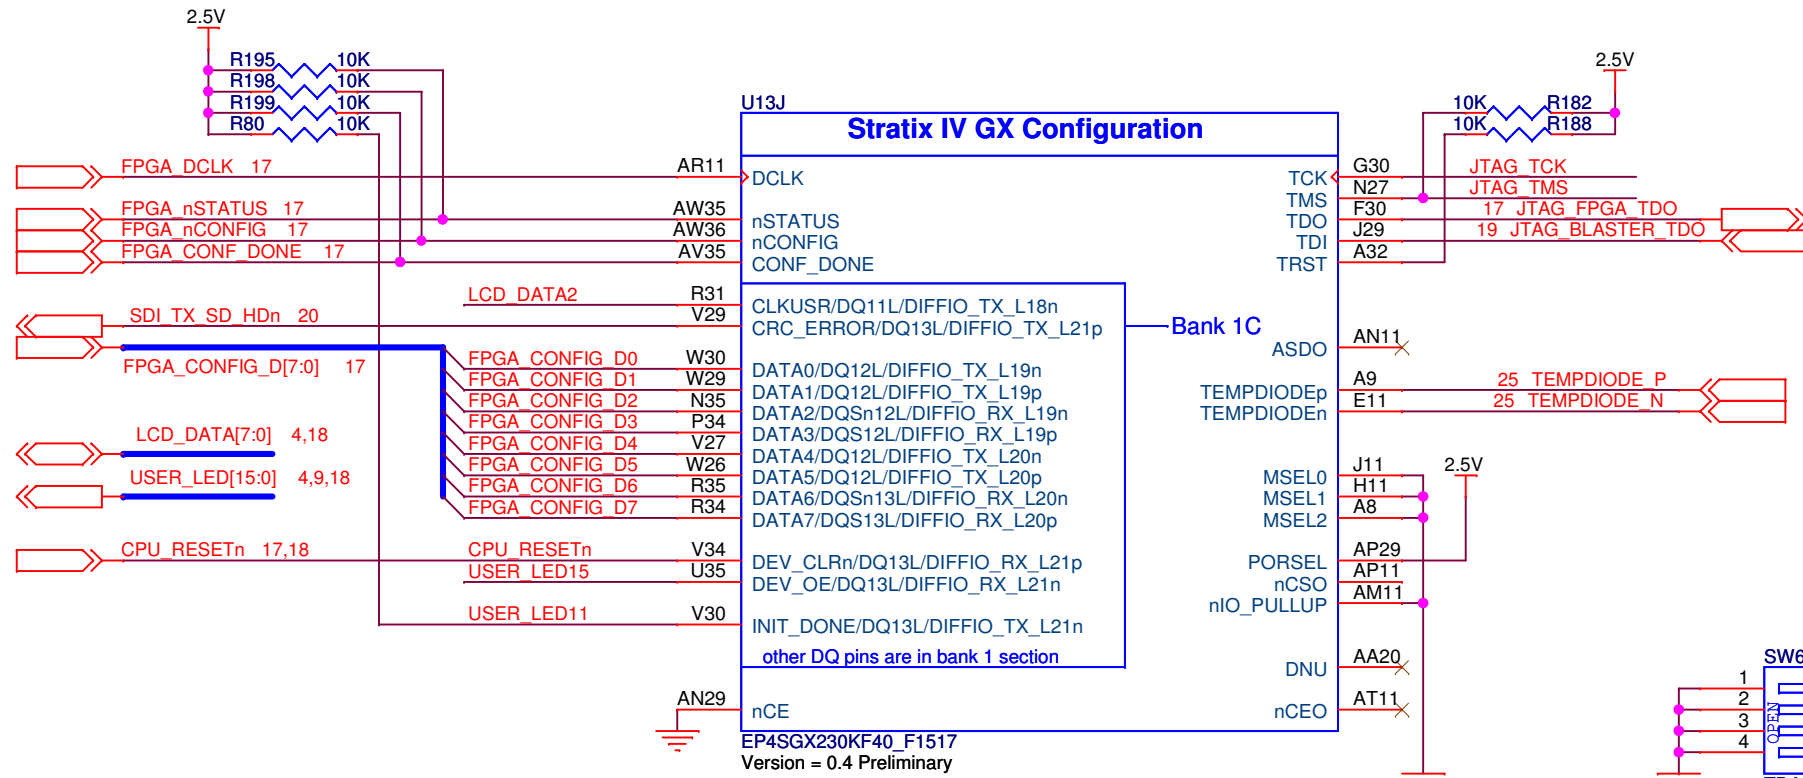 2.5V
R195 10K
R198 10K
R199 10K
R80 10K
FPGA_DCLK 17
FPGA_nSTATUS 17
FPGA_nCONFIG 17
FPGA_CONF_DONE 17
SDI_TX_SD_HDn 20
FPGA_CONFIG_D[7:0] 17
LCD_DATA[7:0] 4,18
USER_LED[15:0] 4,9,18
CPU_RESETn 17,18
LCD_DATA2
FPGA_CONFIG_D0
FPGA_CONFIG_D1
FPGA_CONFIG_D2
FPGA_CONFIG_D3
FPGA_CONFIG_D4
FPGA_CONFIG_D5
FPGA_CONFIG_D6
FPGA_CONFIG_D7
CPU_RESETn
USER_LED15
USER_LED11
U13J
Stratix IV GX Configuration
AR11 DCLK
AW35 nSTATUS
AW36 nCONFIG
AV35 CONF_DONE
R31 CLKUSR/DQ11L/DIFFIO_TX_L18n
V29 CRC_ERROR/DQ13L/DIFFIO_TX_L21p
W30 DATA0/DQ12L/DIFFIO_TX_L19n
W29 DATA1/DQ12L/DIFFIO_TX_L19p
N35 DATA2/DQSn12L/DIFFIO_RX_L19n
P34 DATA3/DQS12L/DIFFIO_RX_L19p
V27 DATA4/DQ12L/DIFFIO_TX_L20n
W26 DATA5/DQ12L/DIFFIO_TX_L20p
R35 DATA6/DQSn13L/DIFFIO_RX_L20n
R34 DATA7/DQS13L/DIFFIO_RX_L20p
V34 DEV_CLRn/DQ13L/DIFFIO_RX_L21p
U35 DEV_OE/DQ13L/DIFFIO_RX_L21n
V30 INIT_DONE/DQ13L/DIFFIO_TX_L21n
other DQ pins are in bank 1 section
AN29 nCE
Bank 1C
EP4SGX230KF40_F1517
Version = 0.4 Preliminary
2.5V
10K R182
10K R188
TCK G30 JTAG_TCK
TMS N27 JTAG_TMS
TDO F30 17 JTAG_FPGA_TDO
TDI J29 19 JTAG_BLASTER_TDO
TRST A32
ASDO AN11
TEMPDIODEp A9 25 TEMPDIODE_P
TEMPDIODEn E11 25 TEMPDIODE_N
MSEL0 J11
MSEL1 H11
MSEL2 A8
2.5V
PORSEL AP29
nCSO AP11
nIO_PULLUP AM11
DNU AA20
nCEO AT11
SW6
1
2
3
4
OPEN